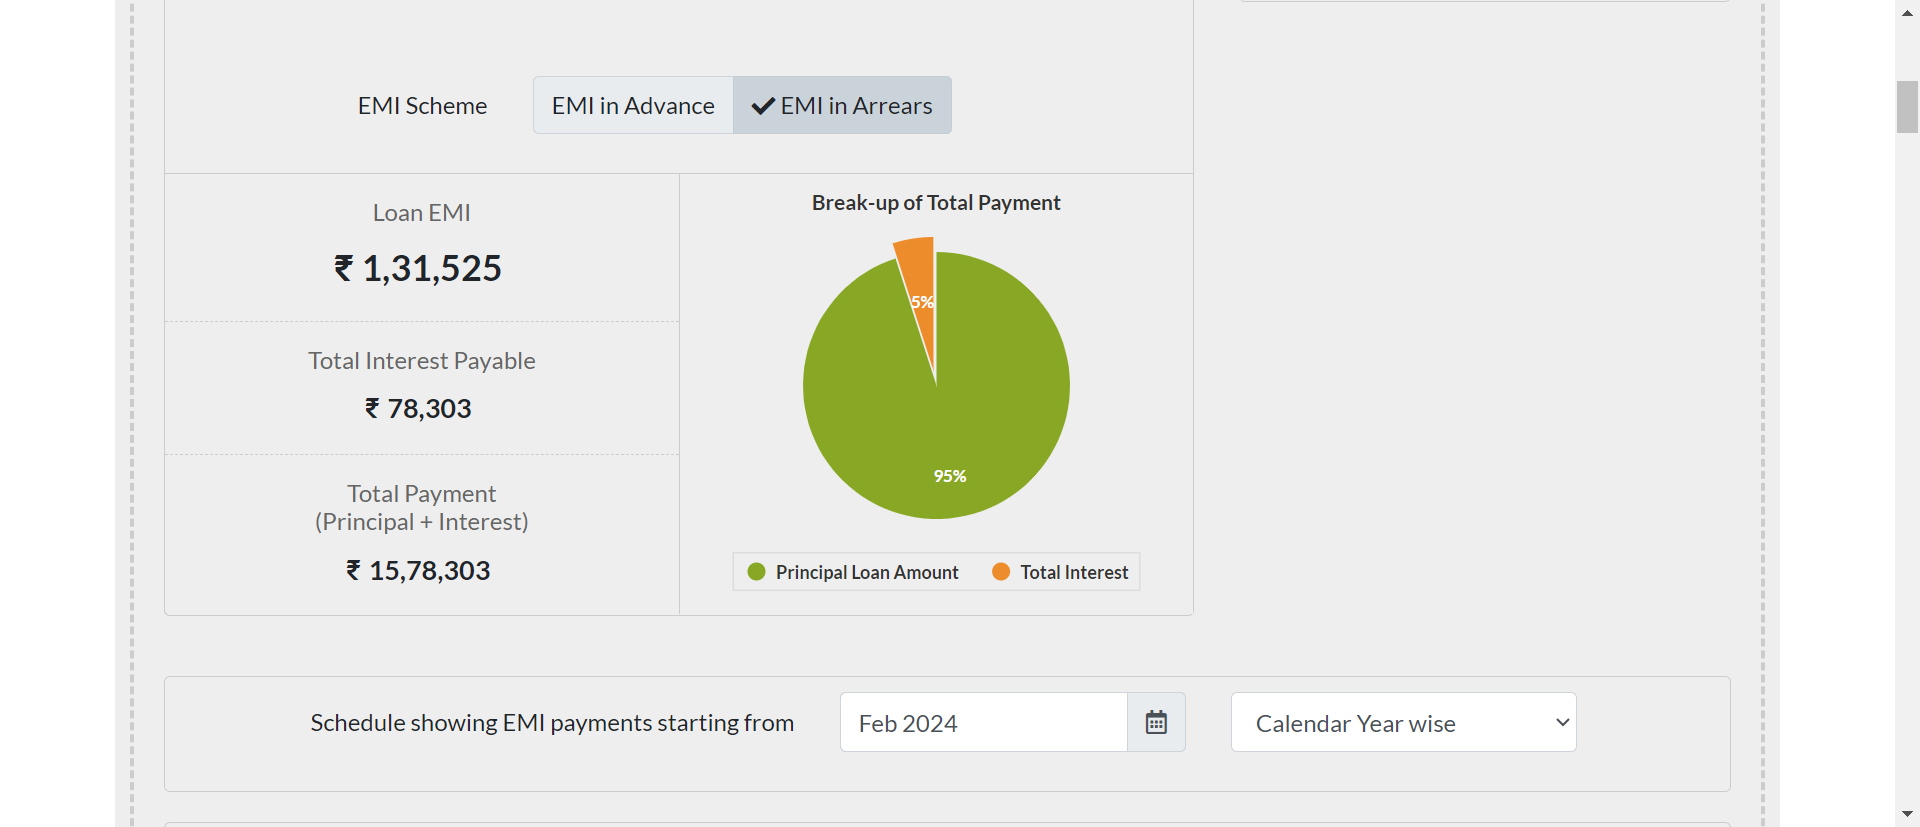 EMI Scheme
EMI in Advance
EMI in Arrears
Loan EMI
₹ 1,31,525
Total Interest Payable
₹ 78,303
Total Payment
(Principal + Interest)
₹ 15,78,303
Break-up of Total Payment
5%
95%
Principal Loan Amount
Total Interest
Schedule showing EMI payments starting from
Feb 2024
Calendar Year wise